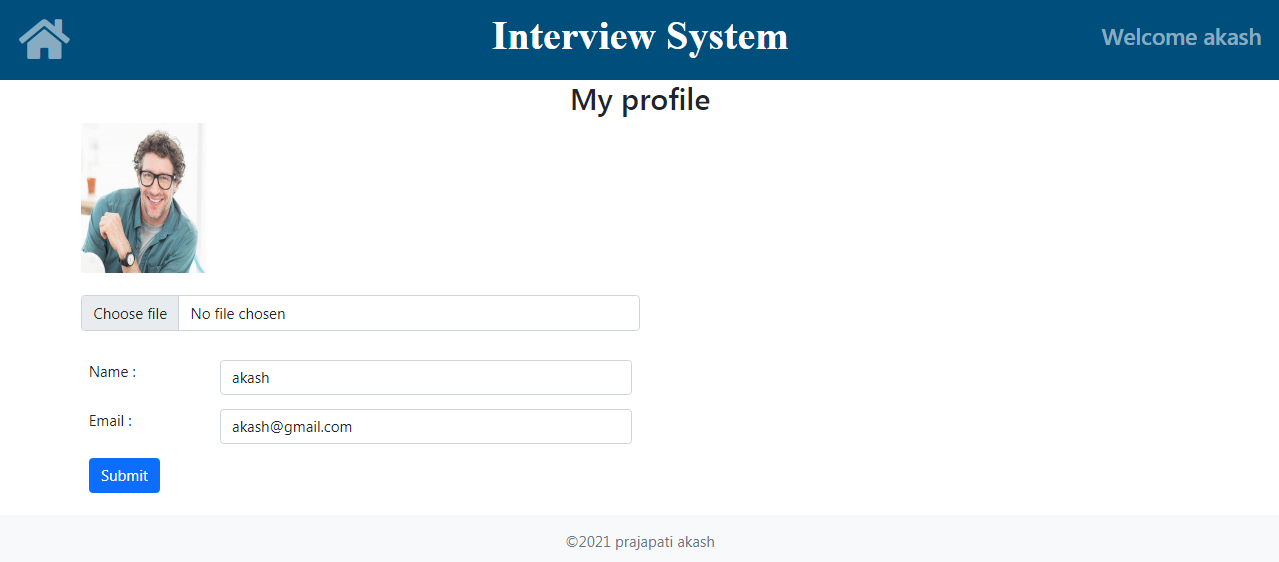 Interview System
Welcome akash
My profile
Choose file No file chosen
Name : akash
Email : akash@gmail.com
Submit
©2021 prajapati akash